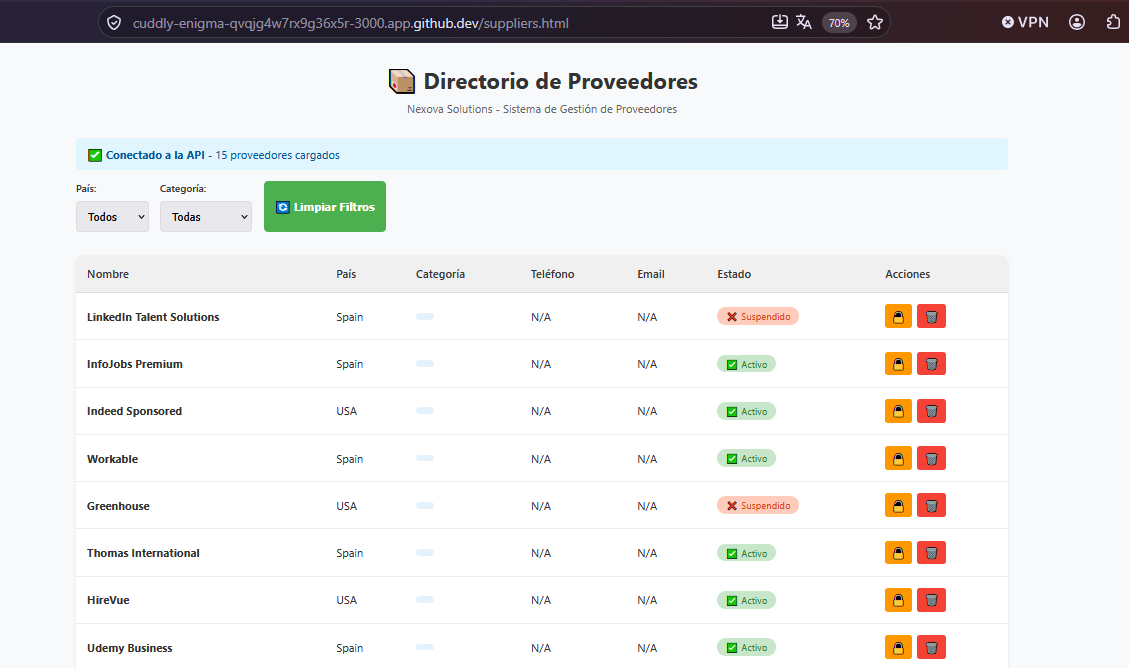 cuddly-enigma-qvqjg4w7rx9g36x5r-3000.app.github.dev/suppliers.html 70% VPN
Directorio de Proveedores
Nexova Solutions - Sistema de Gestión de Proveedores
Conectado a la API - 15 proveedores cargados
País: Categoría:
Todos Todas Limpiar Filtros
Nombre País Categoría Teléfono Email Estado Acciones
LinkedIn Talent Solutions Spain N/A N/A Suspendido
InfoJobs Premium Spain N/A N/A Activo
Indeed Sponsored USA N/A N/A Activo
Workable Spain N/A N/A Activo
Greenhouse USA N/A N/A Suspendido
Thomas International Spain N/A N/A Activo
HireVue USA N/A N/A Activo
Udemy Business Spain N/A N/A Activo